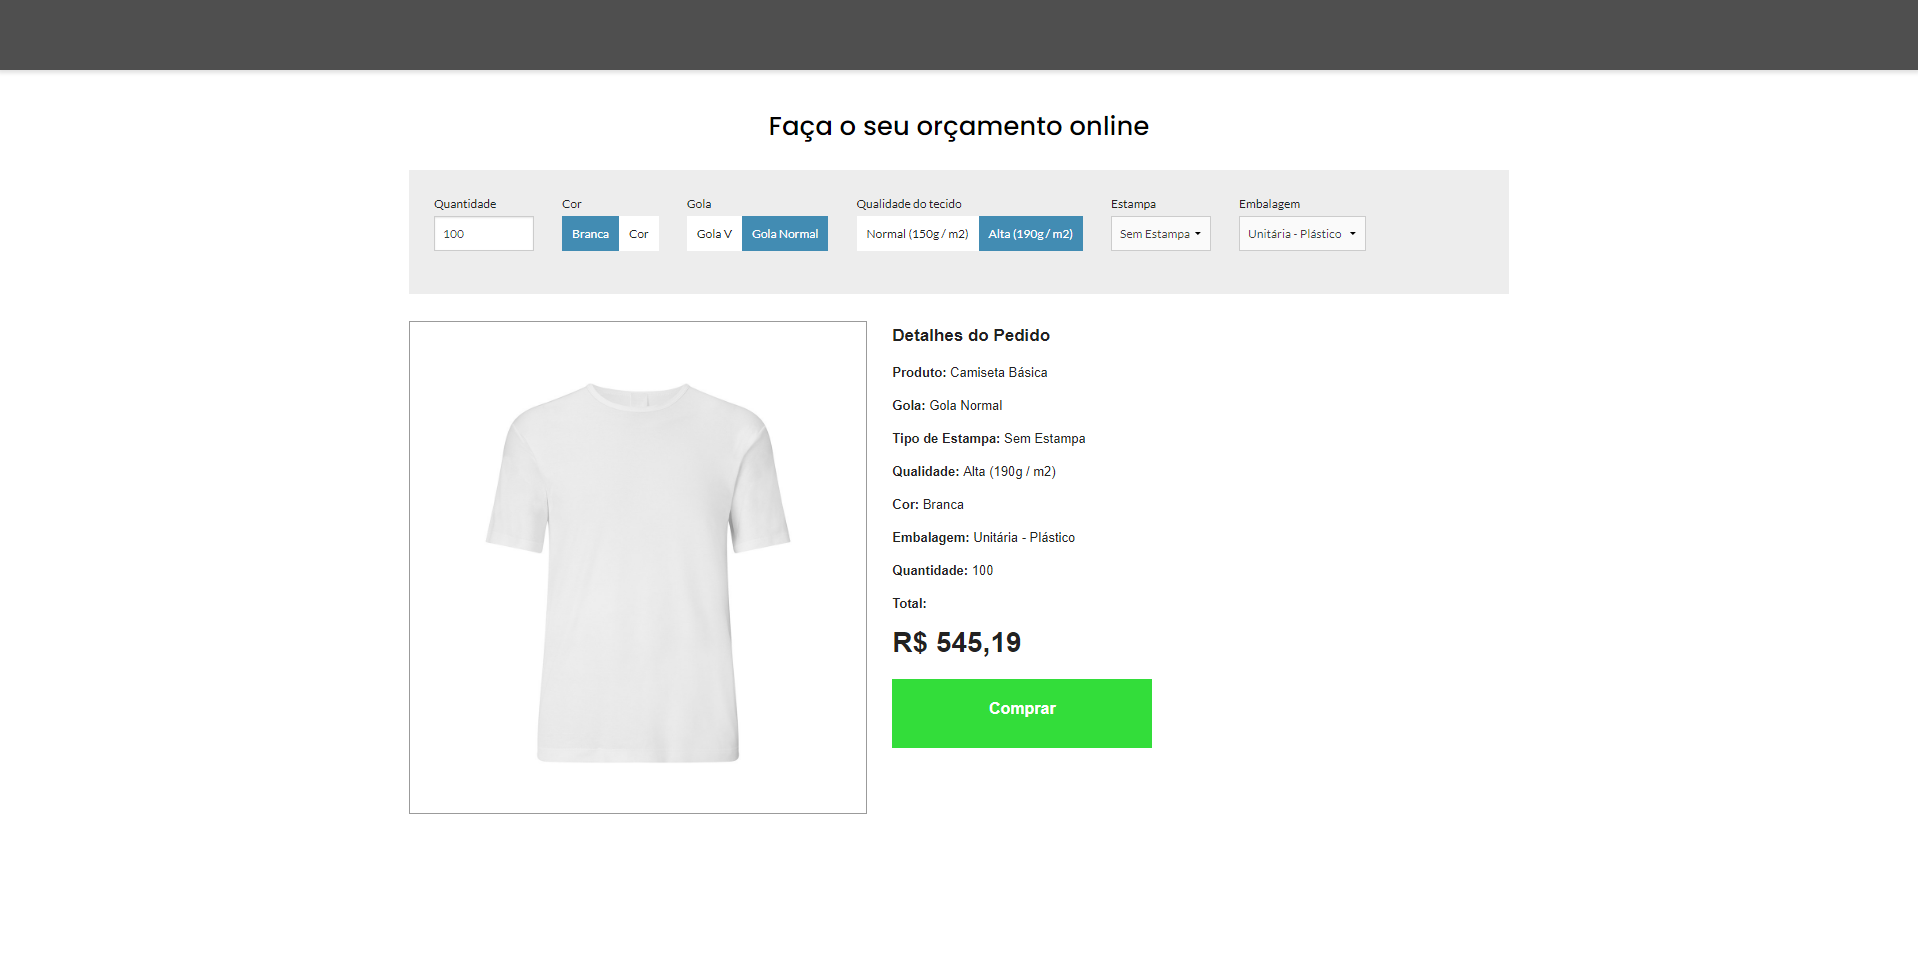 Faça o seu orçamento online
Quantidade
100
Cor
Branca Cor
Gola
Gola V Gola Normal
Qualidade do tecido
Normal (150g / m2) Alta (190g / m2)
Estampa
Sem Estampa
Embalagem
Unitária - Plástico
Detalhes do Pedido
Produto: Camiseta Básica
Gola: Gola Normal
Tipo de Estampa: Sem Estampa
Qualidade: Alta (190g / m2)
Cor: Branca
Embalagem: Unitária - Plástico
Quantidade: 100
Total:
R$ 545,19
Comprar